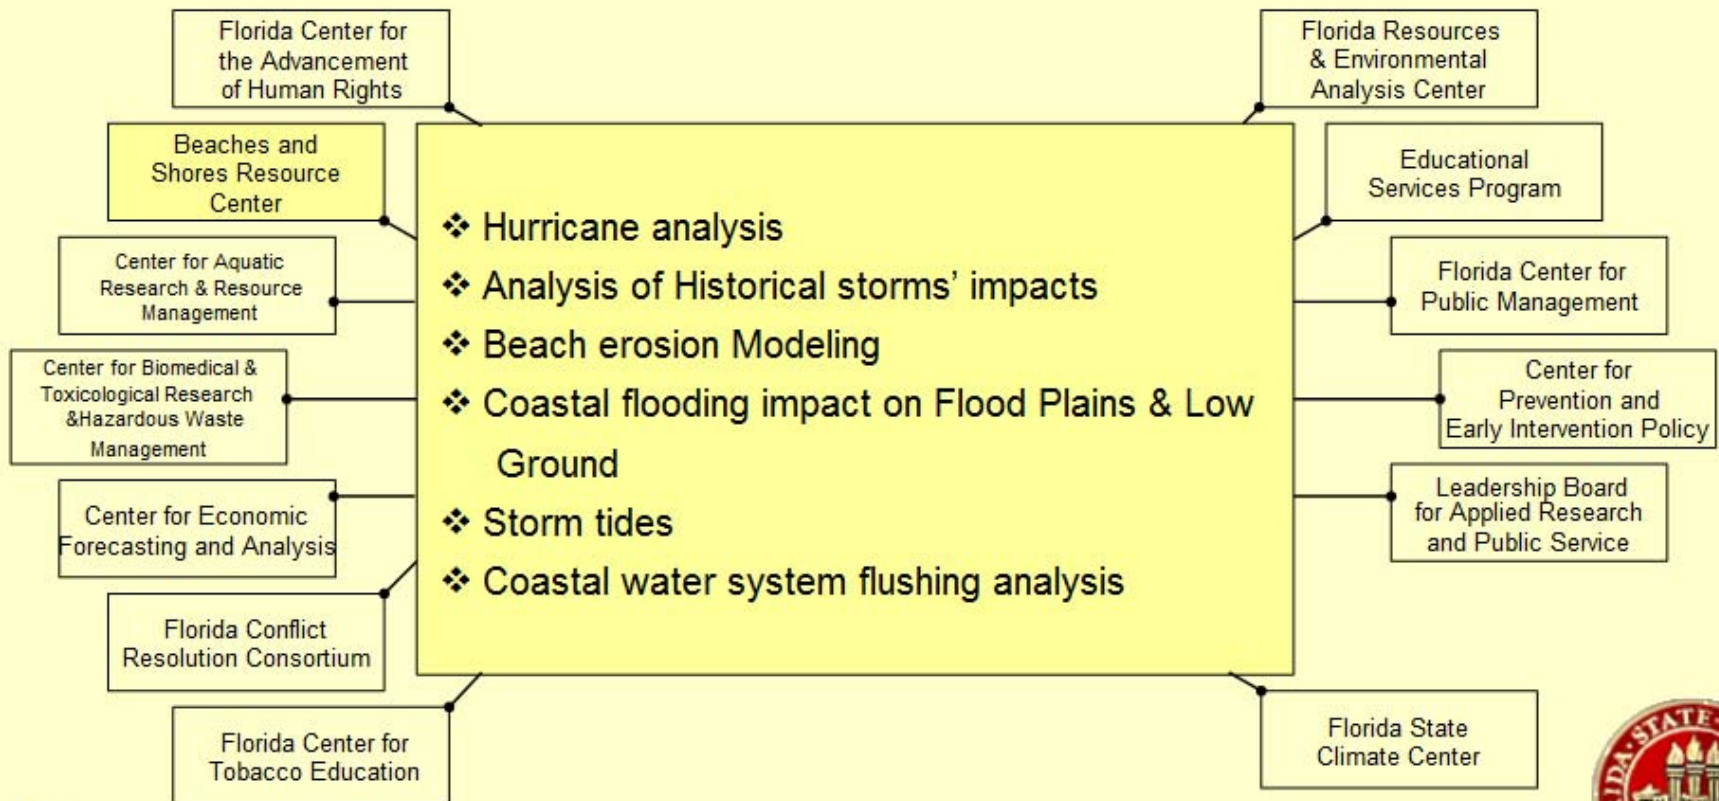 Florida Center for
the Advancement
of Human Rights
Beaches and
Shores Resource
Center
Center for Aquatic
Research & Resource
Management
Center for Biomedical &
Toxicological Research
&Hazardous Waste
Management
Center for Economic
Forecasting and Analysis
Florida Conflict
Resolution Consortium
Florida Center for
Tobacco Education
❖ Hurricane analysis
❖ Analysis of Historical storms’ impacts
❖ Beach erosion Modeling
❖ Coastal flooding impact on Flood Plains & Low
Ground
❖ Storm tides
❖ Coastal water system flushing analysis
Florida Resources
& Environmental
Analysis Center
Educational
Services Program
Florida Center for
Public Management
Center for
Prevention and
Early Intervention Policy
Leadership Board
for Applied Research
and Public Service
Florida State
Climate Center
STATE